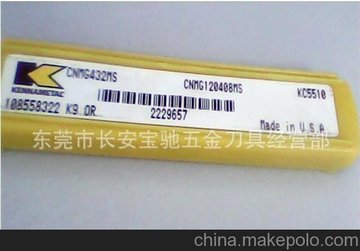 KENNAMETAL
CNMG432MS
CNMG120408MS
KC5510
108558322 K9 OR
2229657
Made in U.S.A
东莞市长安宝驰五金刀具经营部
china.makepolo.com